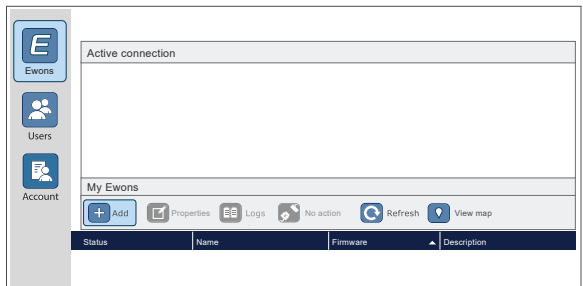 Active connection
E
Ewons
Users
Account
My Ewons
Add Properties Logs No action Refresh View map
Status Name Firmware Description